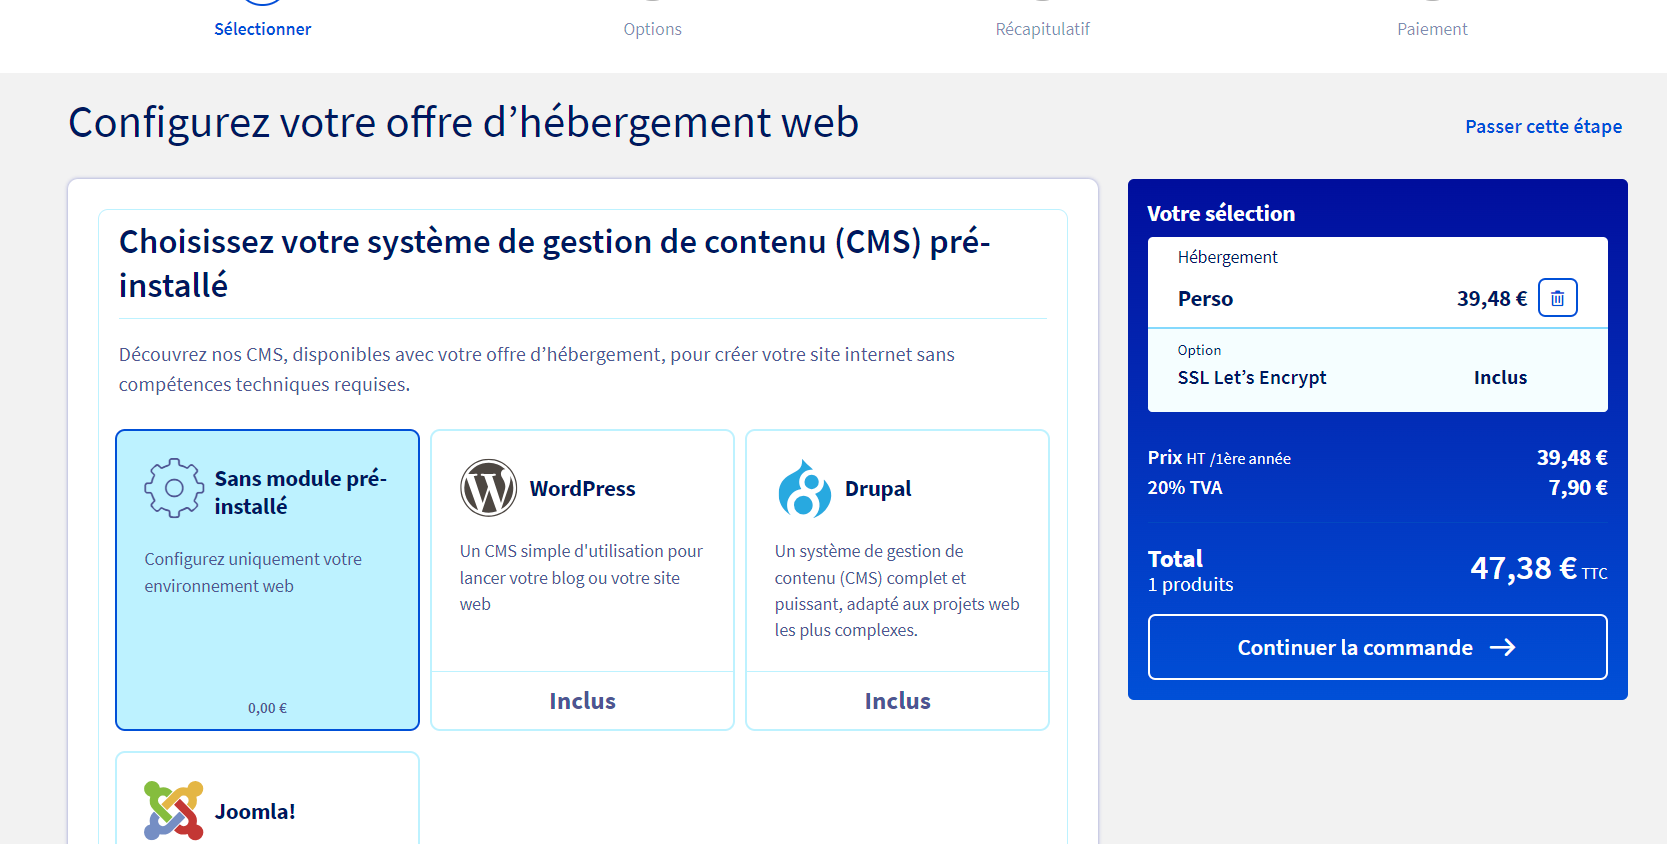 Sélectionner
Options
Récapitulatif
Paiement
Configurez votre offre d’hébergement web
Passer cette étape
Choisissez votre système de gestion de contenu (CMS) pré-
installé
Découvrez nos CMS, disponibles avec votre offre d’hébergement, pour créer votre site internet sans
compétences techniques requises.
Sans module pré-
installé
Configurez uniquement votre
environnement web
0,00 €
WordPress
Un CMS simple d'utilisation pour
lancer votre blog ou votre site
web
Inclus
Drupal
Un système de gestion de
contenu (CMS) complet et
puissant, adapté aux projets web
les plus complexes.
Inclus
Joomla!
Votre sélection
Hébergement
Perso 39,48 €
Option
SSL Let’s Encrypt Inclus
Prix HT /1ère année 39,48 €
20% TVA 7,90 €
Total 47,38 € TTC
1 produits
Continuer la commande →